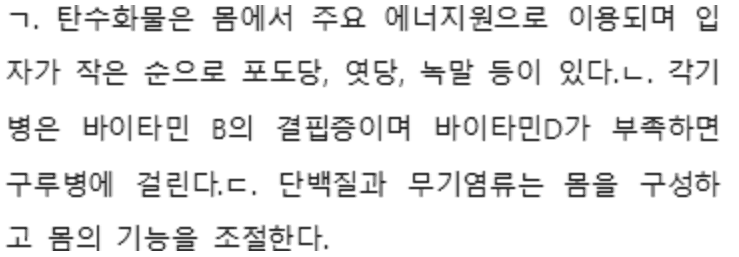 ㄱ. 탄수화물은 몸에서 주요 에너지원으로 이용되며 입
자가 작은 순으로 포도당, 엿당, 녹말 등이 있다.ㄴ. 각기
병은 바이타민 B의 결핍증이며 바이타민D가 부족하면
구루병에 걸린다.ㄷ. 단백질과 무기염류는 몸을 구성하
고 몸의 기능을 조절한다.